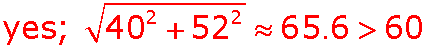 yes; √(40² + 52²) ≈ 65.6 > 60